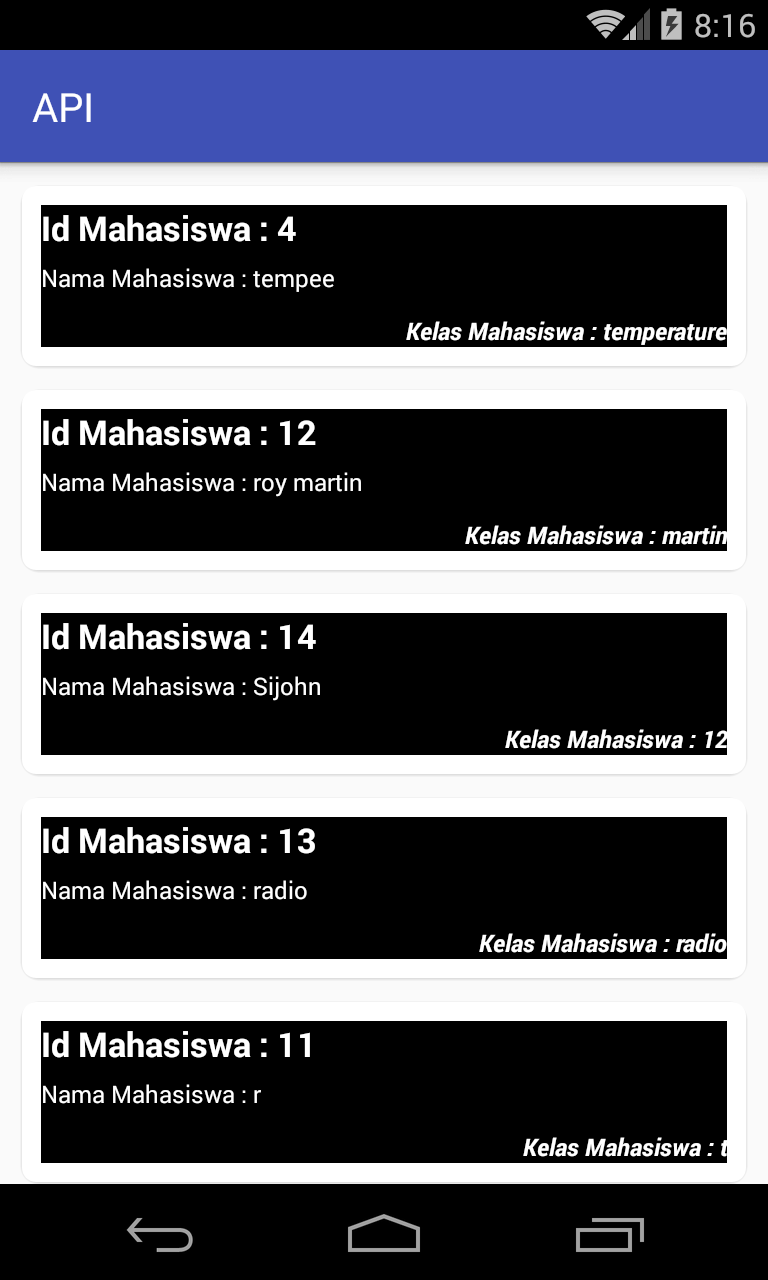 8:16
API
Id Mahasiswa : 4
Nama Mahasiswa : tempee
Kelas Mahasiswa : temperature
Id Mahasiswa : 12
Nama Mahasiswa : roy martin
Kelas Mahasiswa : martin
Id Mahasiswa : 14
Nama Mahasiswa : Sijohn
Kelas Mahasiswa : 12
Id Mahasiswa : 13
Nama Mahasiswa : radio
Kelas Mahasiswa : radio
Id Mahasiswa : 11
Nama Mahasiswa : r
Kelas Mahasiswa : t